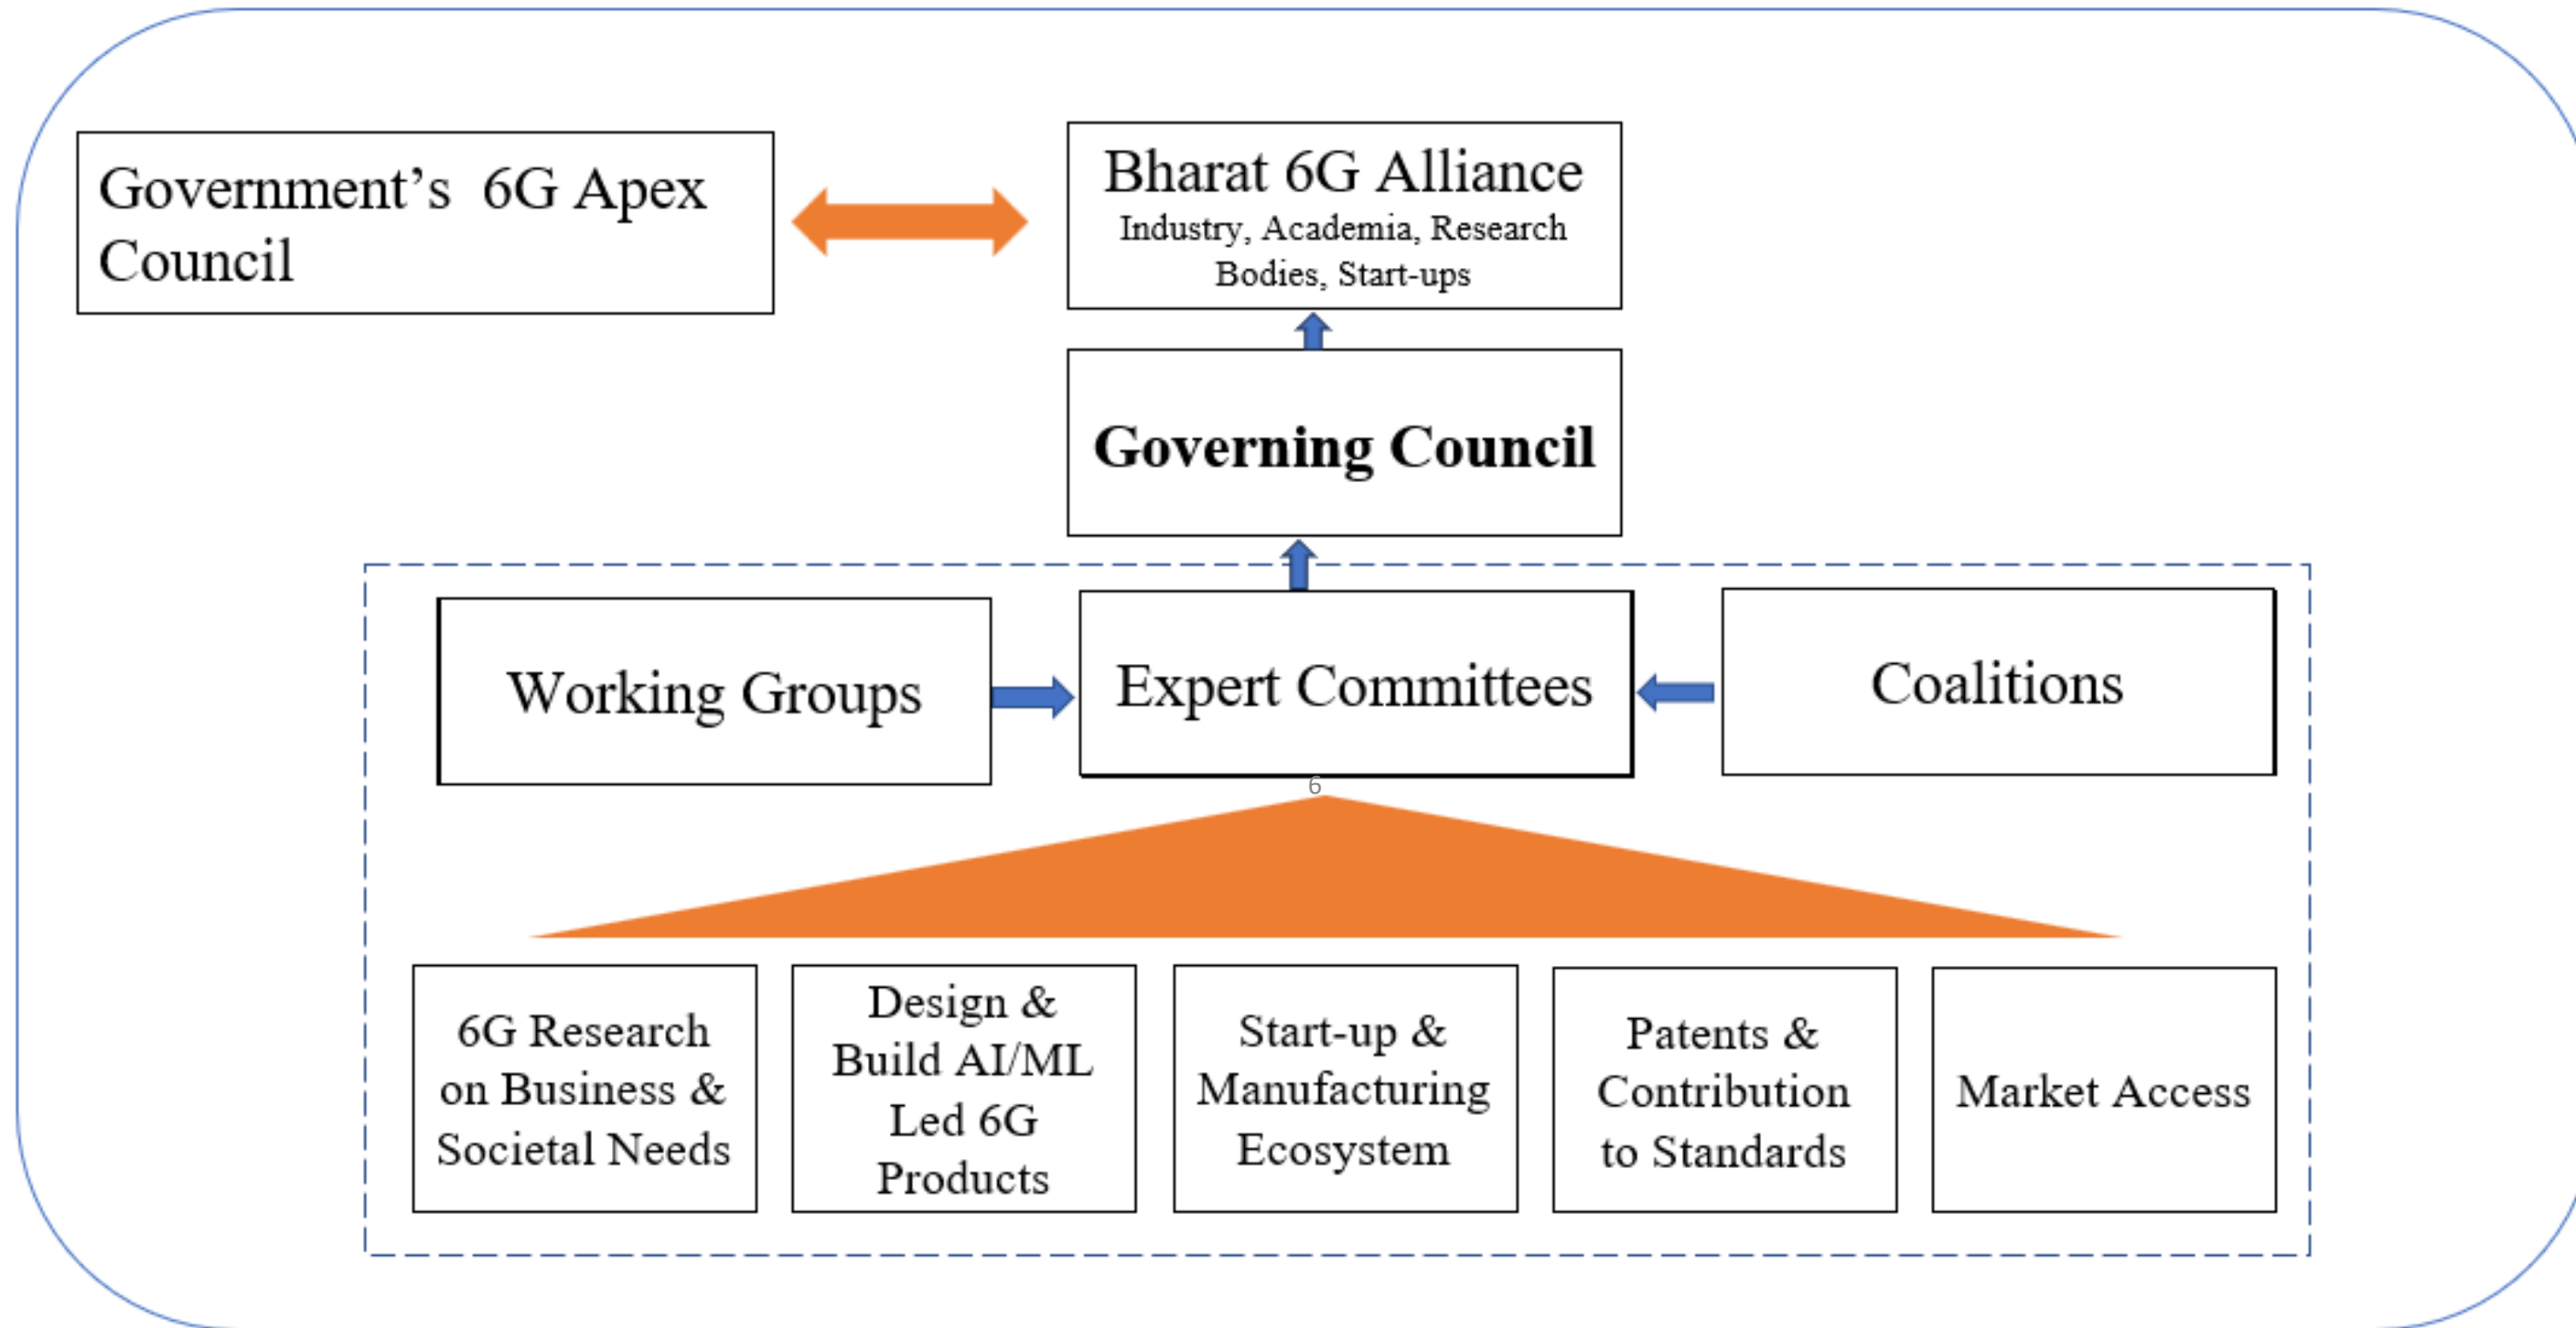 Government's  6G Apex
Council
Bharat 6G Alliance
Industry, Academia, Research
Bodies, Start-ups
Governing Council
Working Groups
Expert Committees
Coalitions
6
6G Research
on Business &
Societal Needs
Design &
Build AI/ML
Led 6G
Products
Start-up &
Manufacturing
Ecosystem
Patents &
Contribution
to Standards
Market Access